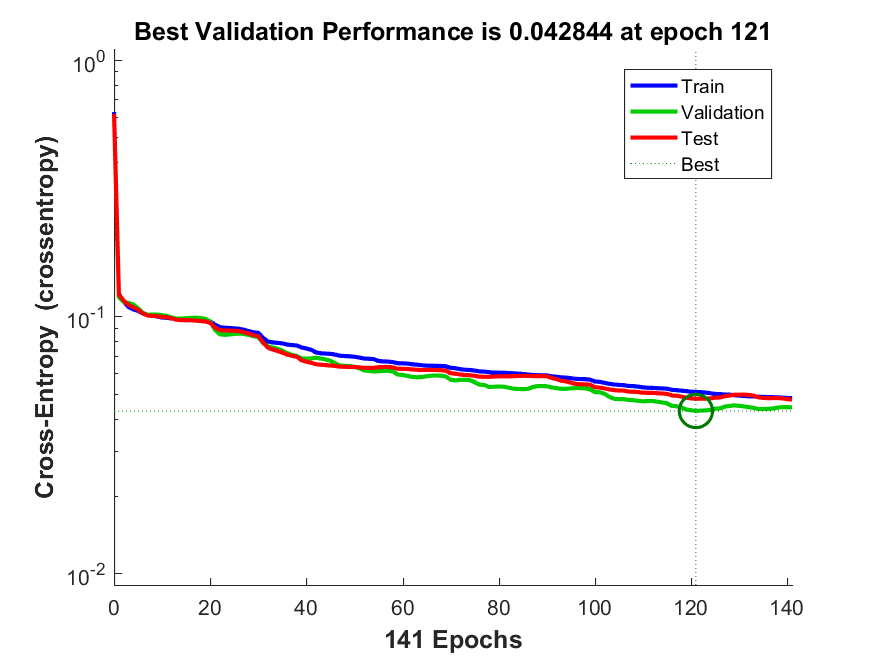 Best Validation Performance is 0.042844 at epoch 121
Cross-Entropy (crossentropy)
10^0
10^-1
10^-2
Train
Validation
Test
Best
0 20 40 60 80 100 120 140
141 Epochs